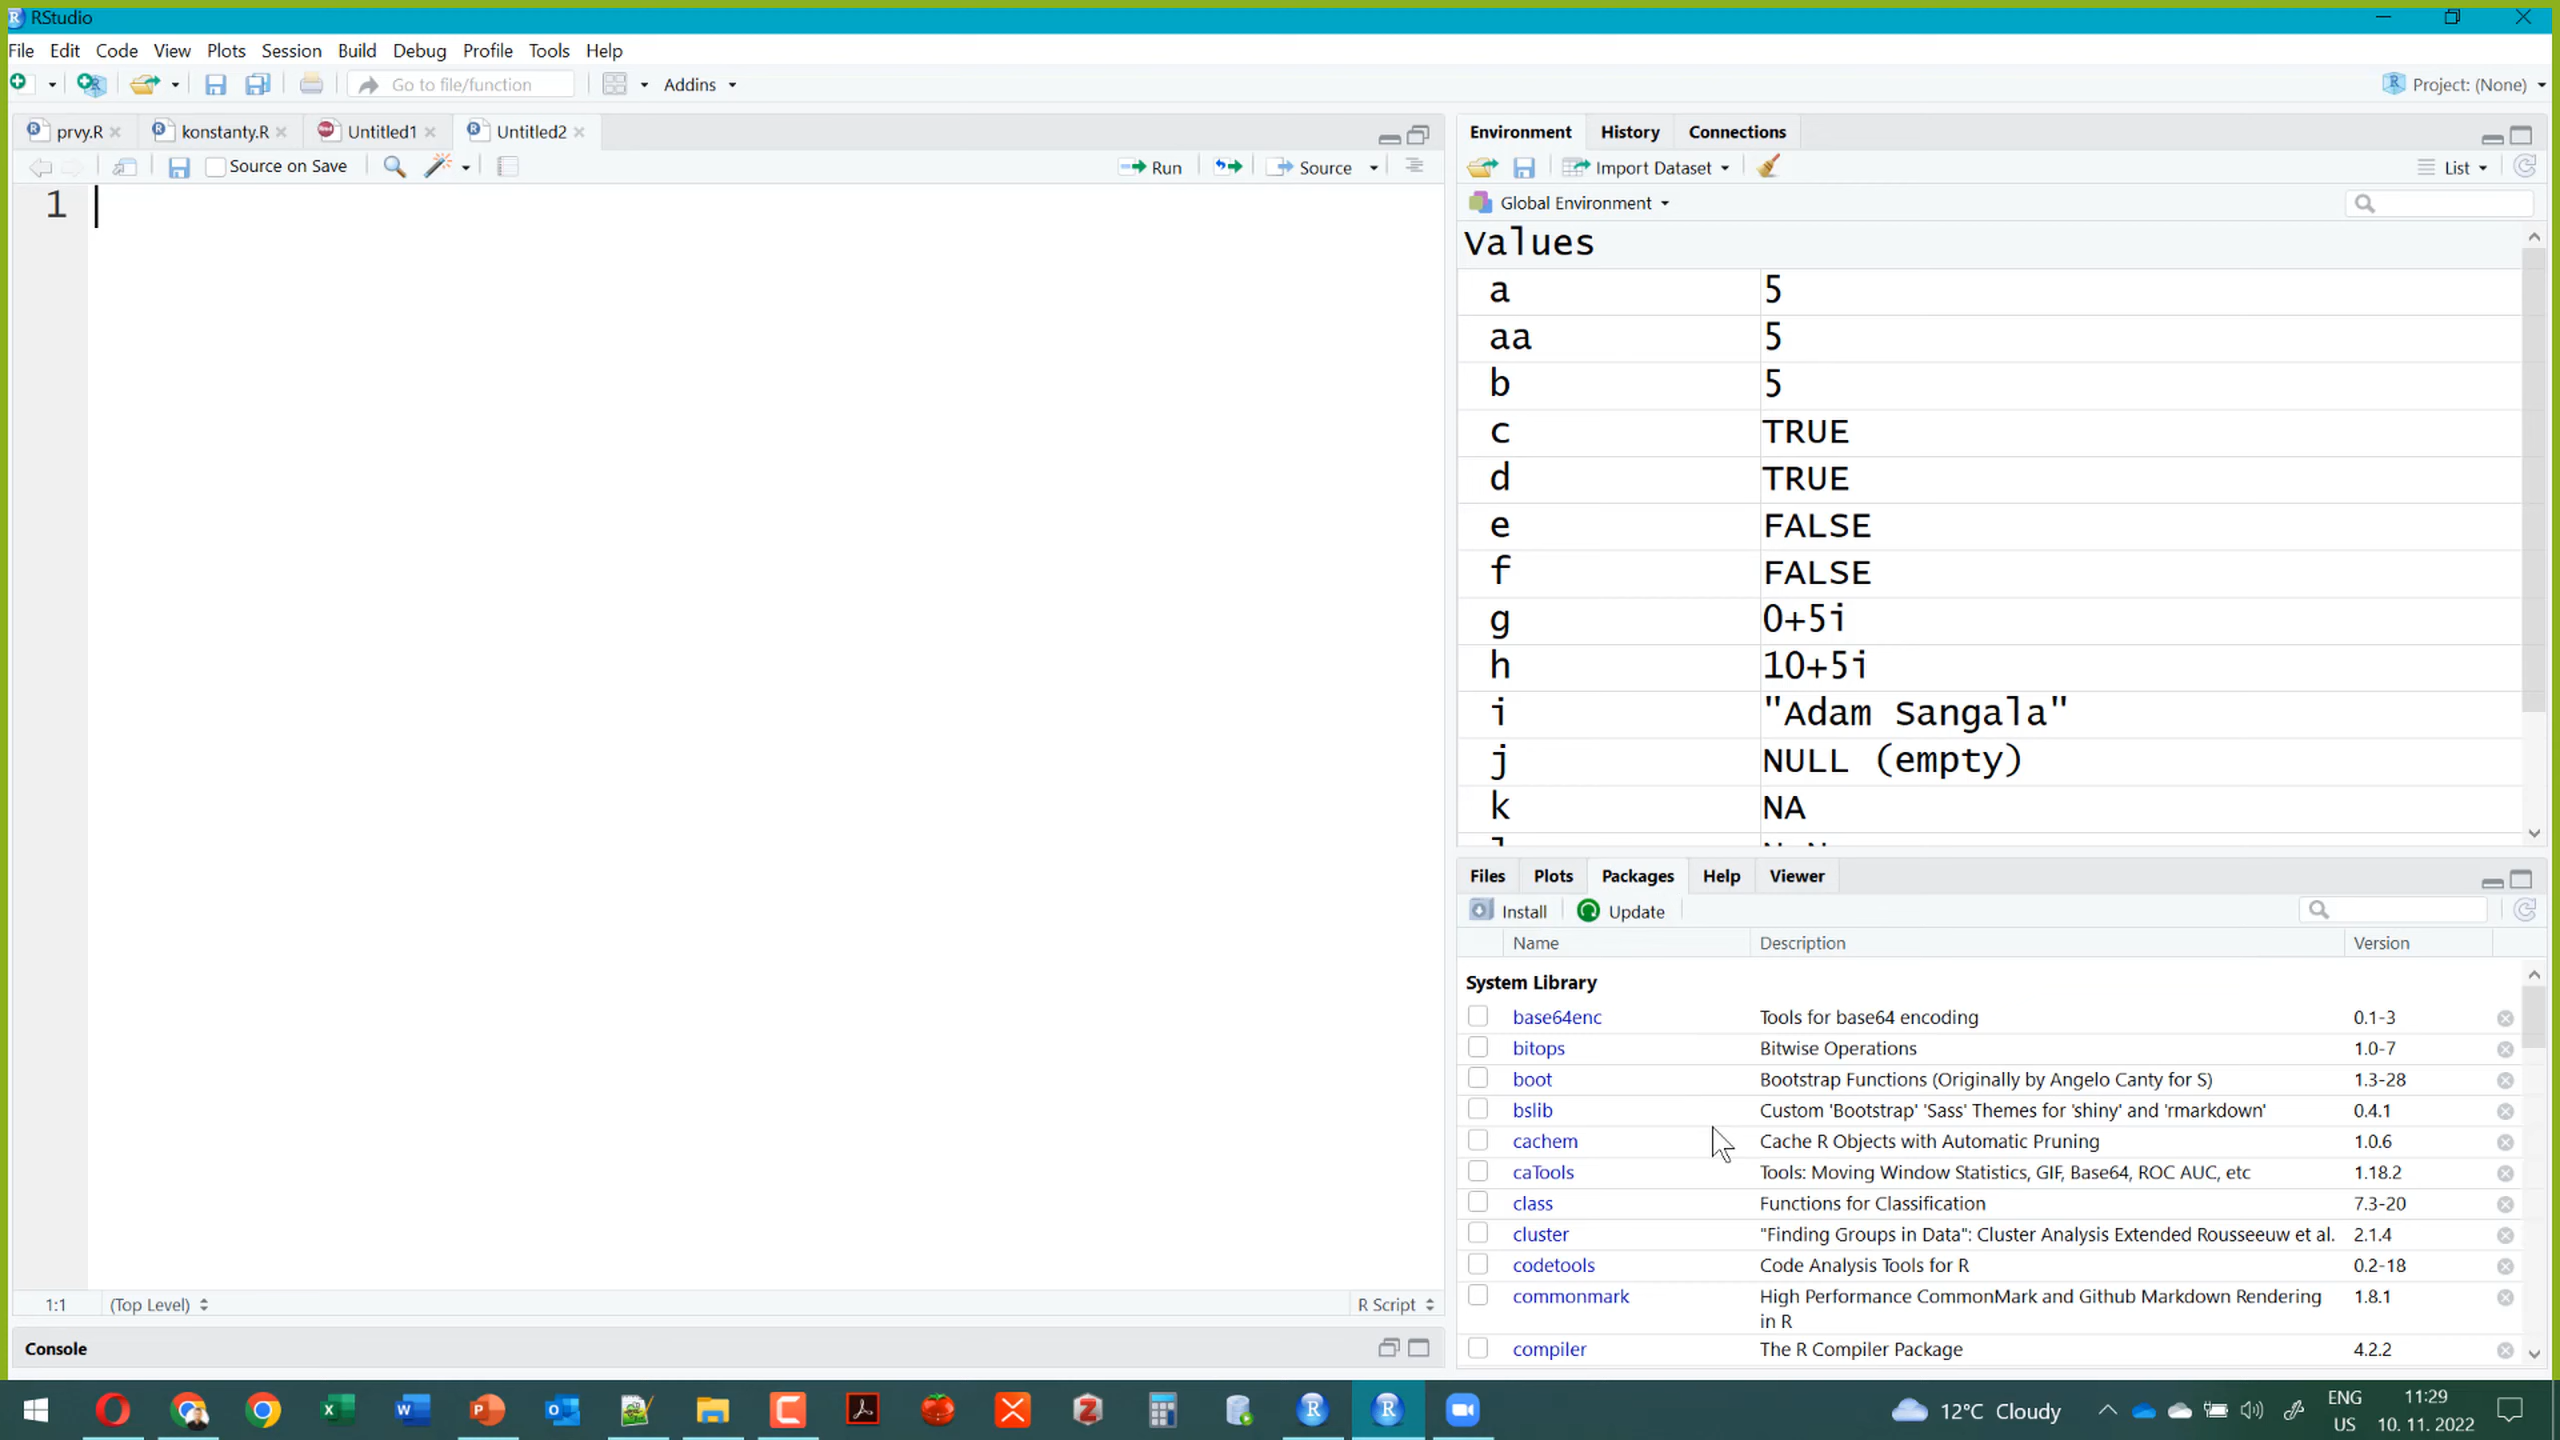 RStudio
File Edit Code View Plots Session Build Debug Profile Tools Help
Go to file/function Addins Project: (None)
prvy.R konstanty.R Untitled1 Untitled2
Source on Save Run Source
1
1:1 (Top Level) R Script
Console
Environment History Connections
Import Dataset List
Global Environment
Values
a 5
aa 5
b 5
c TRUE
d TRUE
e FALSE
f FALSE
g 0+5i
h 10+5i
i "Adam Sangala"
j NULL (empty)
k NA
Files Plots Packages Help Viewer
Install Update
Name Description Version
System Library
base64enc Tools for base64 encoding 0.1-3
bitops Bitwise Operations 1.0-7
boot Bootstrap Functions (Originally by Angelo Canty for S) 1.3-28
bslib Custom 'Bootstrap' 'Sass' Themes for 'shiny' and 'rmarkdown' 0.4.1
cachem Cache R Objects with Automatic Pruning 1.0.6
caTools Tools: Moving Window Statistics, GIF, Base64, ROC AUC, etc 1.18.2
class Functions for Classification 7.3-20
cluster "Finding Groups in Data": Cluster Analysis Extended Rousseeuw et al. 2.1.4
codetools Code Analysis Tools for R 0.2-18
commonmark High Performance CommonMark and Github Markdown Rendering 1.8.1
in R
compiler The R Compiler Package 4.2.2
12°C Cloudy ENG 11:29
US 10. 11. 2022